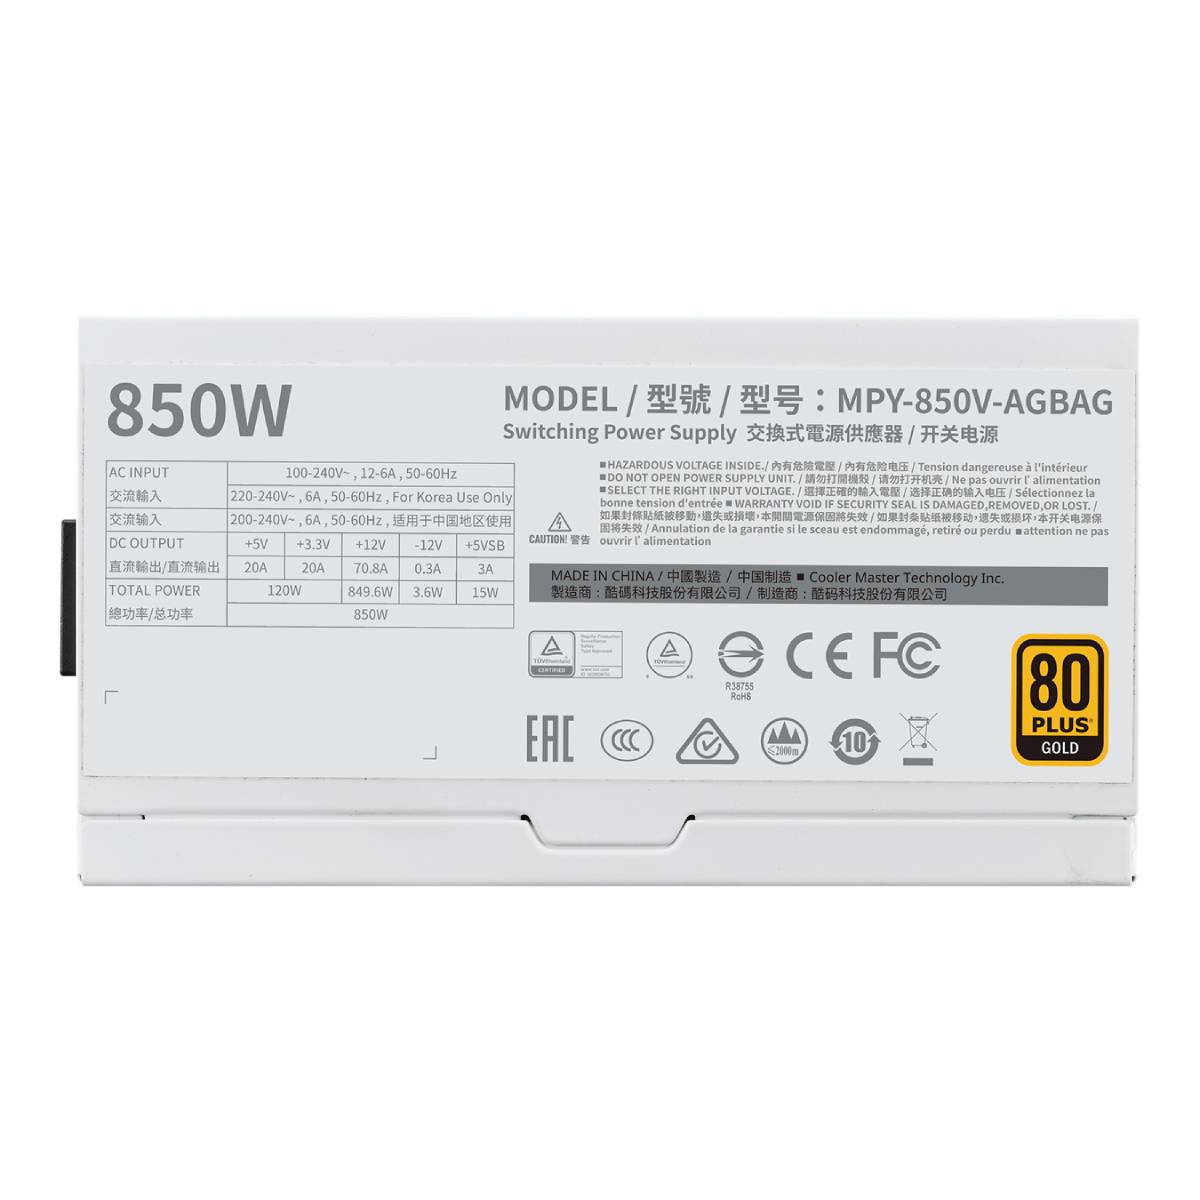 850W
MODEL / 型號 / 型号：MPY-850V-AGBAG
Switching Power Supply 交換式電源供應器 / 开关电源
AC INPUT 100-240V~ , 12-6A , 50-60Hz
交流輸入 220-240V~ , 6A , 50-60Hz , For Korea Use Only
交流输入 200-240V~ , 6A , 50-60Hz , 适用于中国地区使用
DC OUTPUT +5V +3.3V +12V -12V +5VSB
直流輸出/直流输出 20A 20A 70.8A 0.3A 3A
TOTAL POWER 120W 849.6W 3.6W 15W
總功率/总功率 850W
CAUTION! 警告
■HAZARDOUS VOLTAGE INSIDE./ 內有危險電壓 / 内有危险电压 / Tension dangereuse à l'intérieur
■DO NOT OPEN POWER SUPPLY UNIT. / 請勿打開機殼 / 请勿打开机壳 / Ne pas ouvrir l' alimentation
■SELECT THE RIGHT INPUT VOLTAGE. / 選擇正確的輸入電壓 / 选择正确的输入电压 / Sélectionnez la
bonne tension d'entrée ■ WARRANTY VOID IF SECURITY SEAL IS DAMAGED,REMOVED,OR LOST. /
如果封條貼紙被移動，遺失或損壞，本開關電源保固將失效 / 如果封条贴纸被移动，遗失或损坏，本开关电源保
固将失效 / Annulation de la garantie si le sceau est endommagé, retiré ou perdu ■attention ne pas
ouvrir l' alimentation
MADE IN CHINA / 中國製造 / 中国制造 ■ Cooler Master Technology Inc.
製造商：酷碼科技股份有限公司 / 制造商：酷码科技股份有限公司
TÜVRheinland
CERTIFIED
Regular Production
Surveillance
Safety
Type Approved
TÜVRheinland
R38755
RoHS
CE
FC
EAC
CCC
≤2000m
10
80
PLUS®
GOLD